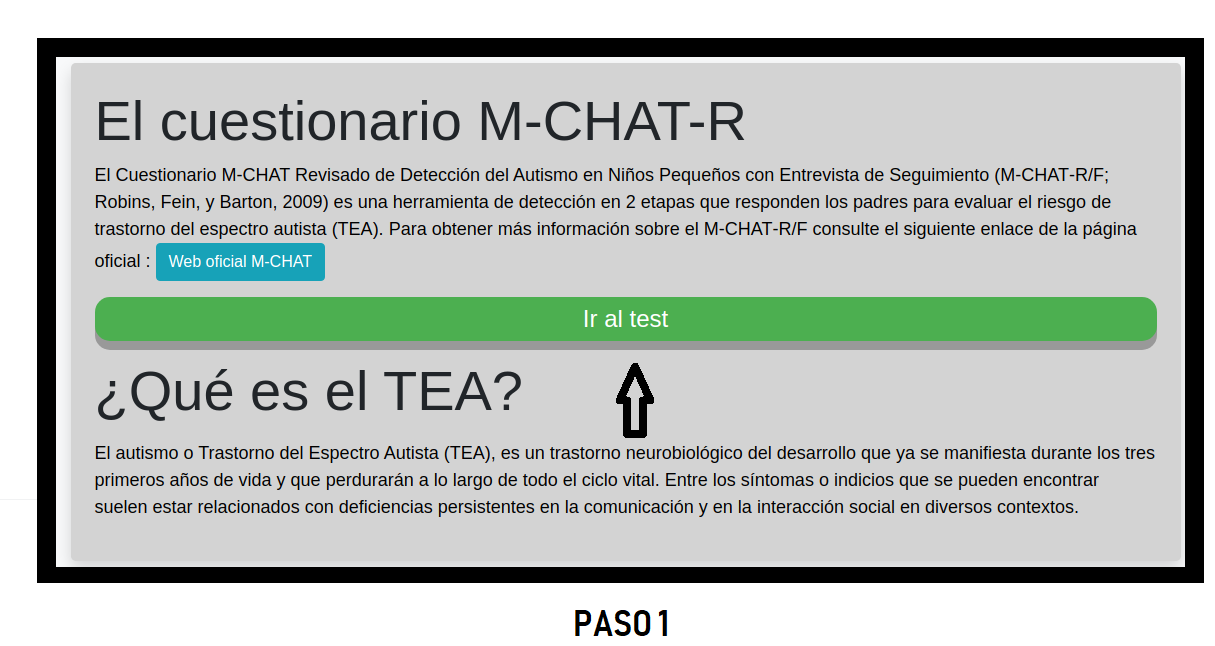 El cuestionario M-CHAT-R
El Cuestionario M-CHAT Revisado de Detección del Autismo en Niños Pequeños con Entrevista de Seguimiento (M-CHAT-R/F;
Robins, Fein, y Barton, 2009) es una herramienta de detección en 2 etapas que responden los padres para evaluar el riesgo de
trastorno del espectro autista (TEA). Para obtener más información sobre el M-CHAT-R/F consulte el siguiente enlace de la página
oficial : Web oficial M-CHAT
Ir al test
¿Qué es el TEA?
El autismo o Trastorno del Espectro Autista (TEA), es un trastorno neurobiológico del desarrollo que ya se manifiesta durante los tres
primeros años de vida y que perdurarán a lo largo de todo el ciclo vital. Entre los síntomas o indicios que se pueden encontrar
suelen estar relacionados con deficiencias persistentes en la comunicación y en la interacción social en diversos contextos.
PASO 1